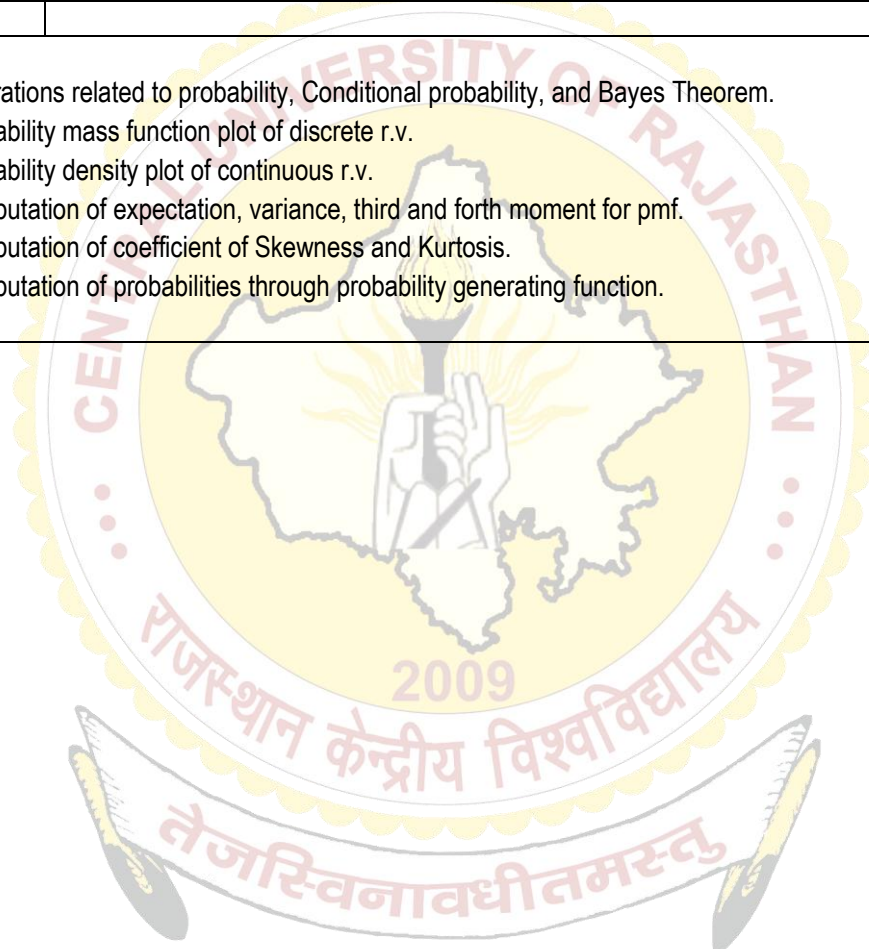 rations related to probability, Conditional probability, and Bayes Theorem.
ability mass function plot of discrete r.v.
ability density plot of continuous r.v.
putation of expectation, variance, third and forth moment for pmf.
putation of coefficient of Skewness and Kurtosis.
putation of probabilities through probability generating function.
CENTRAL UNIVERSITY OF RAJASTHAN
2009
राजस्थान केन्द्रीय विश्वविद्यालय
तेजस्विनावधीतमस्तु